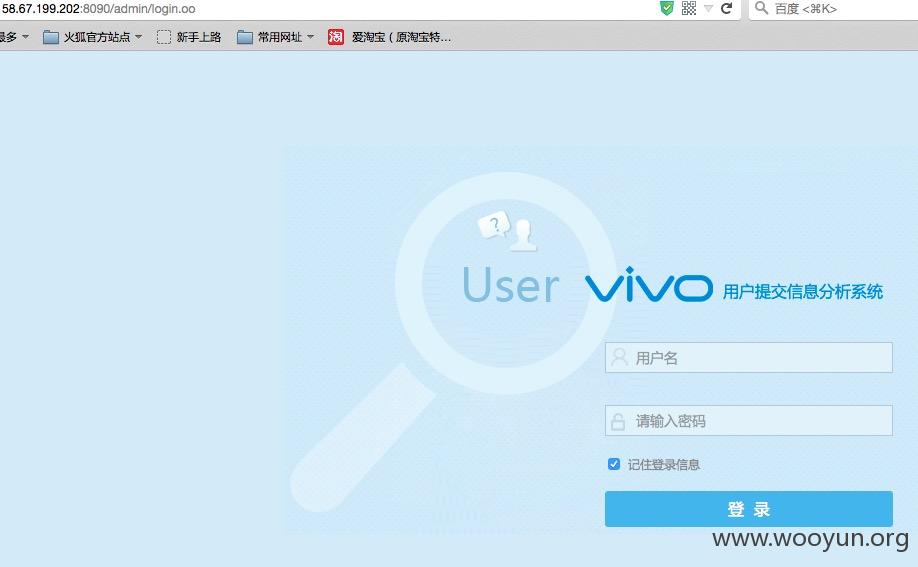 58.67.199.202:8090/admin/login.oo
百度 <⌘K>
最多 火狐官方站点 新手上路 常用网址 淘 爱淘宝（原淘宝特...
?
User vivo 用户提交信息分析系统
用户名
请输入密码
记住登录信息
登 录
www.wooyun.org